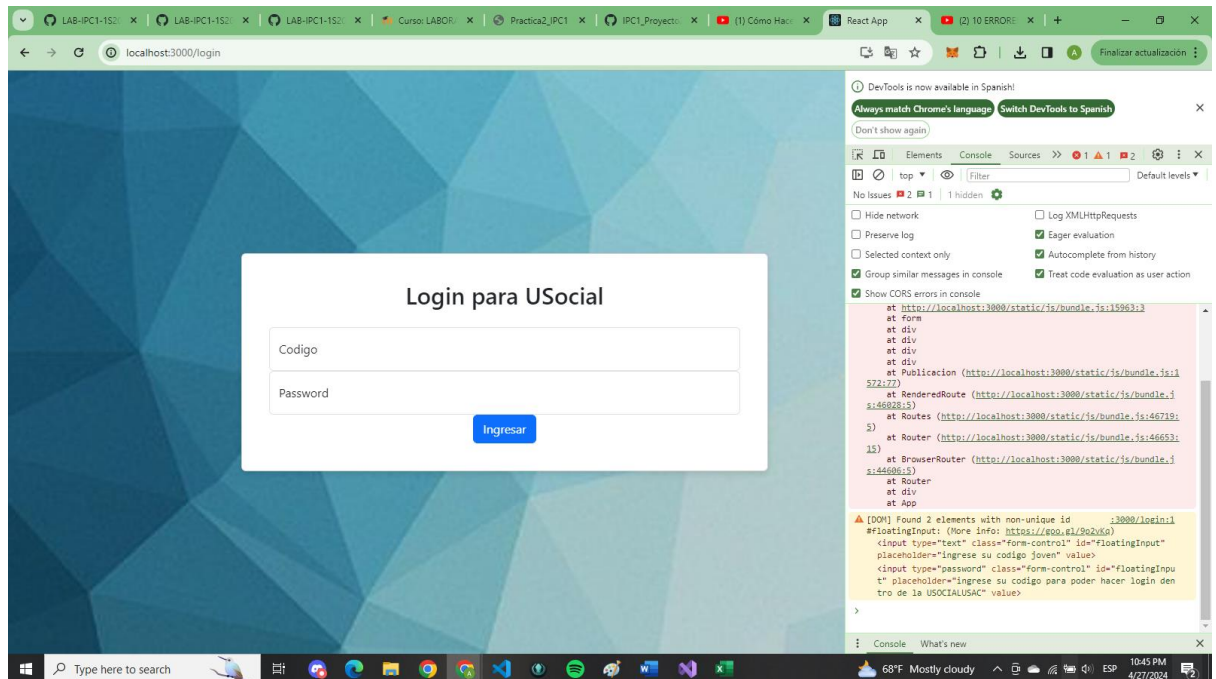 LAB-IPC1-1S2
LAB-IPC1-1S2
LAB-IPC1-1S2
Curso: LABOR
Practica2_IPC1
IPC1_Proyecto
(1) Cómo Hace
React App
(2) 10 ERRORE
localhost:3000/login
A
Finalizar actualización
Login para USocial
Codigo
Password
Ingresar
DevTools is now available in Spanish!
Always match Chrome's language Switch DevTools to Spanish
Don't show again
Elements Console Sources 1 1 2
top Filter Default levels
No Issues 2 1 1 hidden
Hide network Log XMLHttpRequests
Preserve log Eager evaluation
Selected context only Autocomplete from history
Group similar messages in console Treat code evaluation as user action
Show CORS errors in console
at http://localhost:3000/static/js/bundle.js:15963:3
at form
at div
at div
at div
at div
at Publicacion (http://localhost:3000/static/js/bundle.js:1
572:77)
at RenderedRoute (http://localhost:3000/static/js/bundle.j
s:46028:5)
at Routes (http://localhost:3000/static/js/bundle.js:46719:
5)
at Router (http://localhost:3000/static/js/bundle.js:46653:
15)
at BrowserRouter (http://localhost:3000/static/js/bundle.j
s:44606:5)
at Router
at div
at App
[DOM] Found 2 elements with non-unique id :3000/login:1
#floatingInput: (More info: https://goo.gl/9p2vKq)
<input type="text" class="form-control" id="floatingInput"
placeholder="ingrese su codigo joven" value>
<input type="password" class="form-control" id="floatingInpu
t" placeholder="ingrese su codigo para poder hacer login den
tro de la USOCIALUSAC" value>
>
Console What's new
Type here to search
68°F Mostly cloudy
ESP
10:45 PM
4/27/2024
2